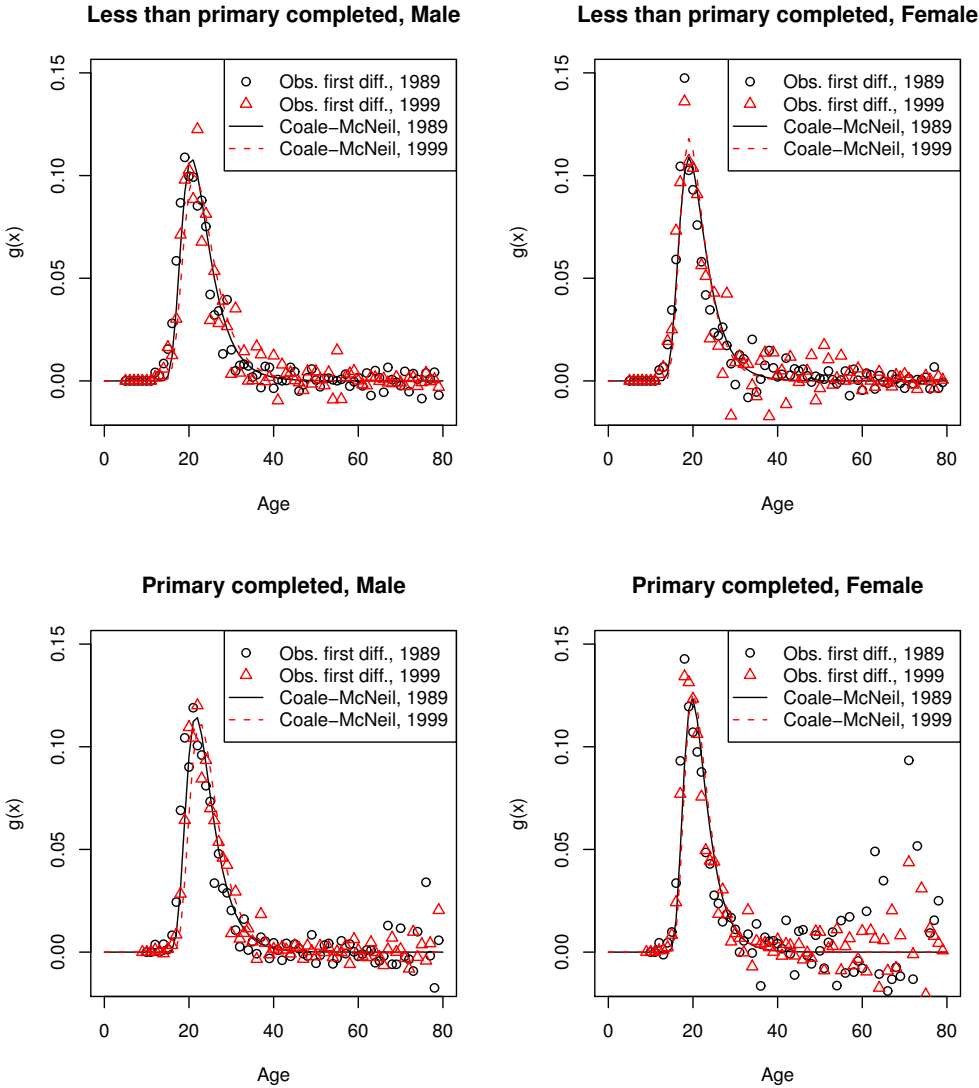 Less than primary completed, Male
0.15
0.10
0.05
0.00
g(x)
Obs. first diff., 1989
Obs. first diff., 1999
Coale−McNeil, 1989
Coale−McNeil, 1999
0 20 40 60 80
Age
Less than primary completed, Female
0.15
0.10
0.05
0.00
g(x)
Obs. first diff., 1989
Obs. first diff., 1999
Coale−McNeil, 1989
Coale−McNeil, 1999
0 20 40 60 80
Age
Primary completed, Male
0.15
0.10
0.05
0.00
g(x)
Obs. first diff., 1989
Obs. first diff., 1999
Coale−McNeil, 1989
Coale−McNeil, 1999
0 20 40 60 80
Age
Primary completed, Female
0.15
0.10
0.05
0.00
g(x)
Obs. first diff., 1989
Obs. first diff., 1999
Coale−McNeil, 1989
Coale−McNeil, 1999
0 20 40 60 80
Age